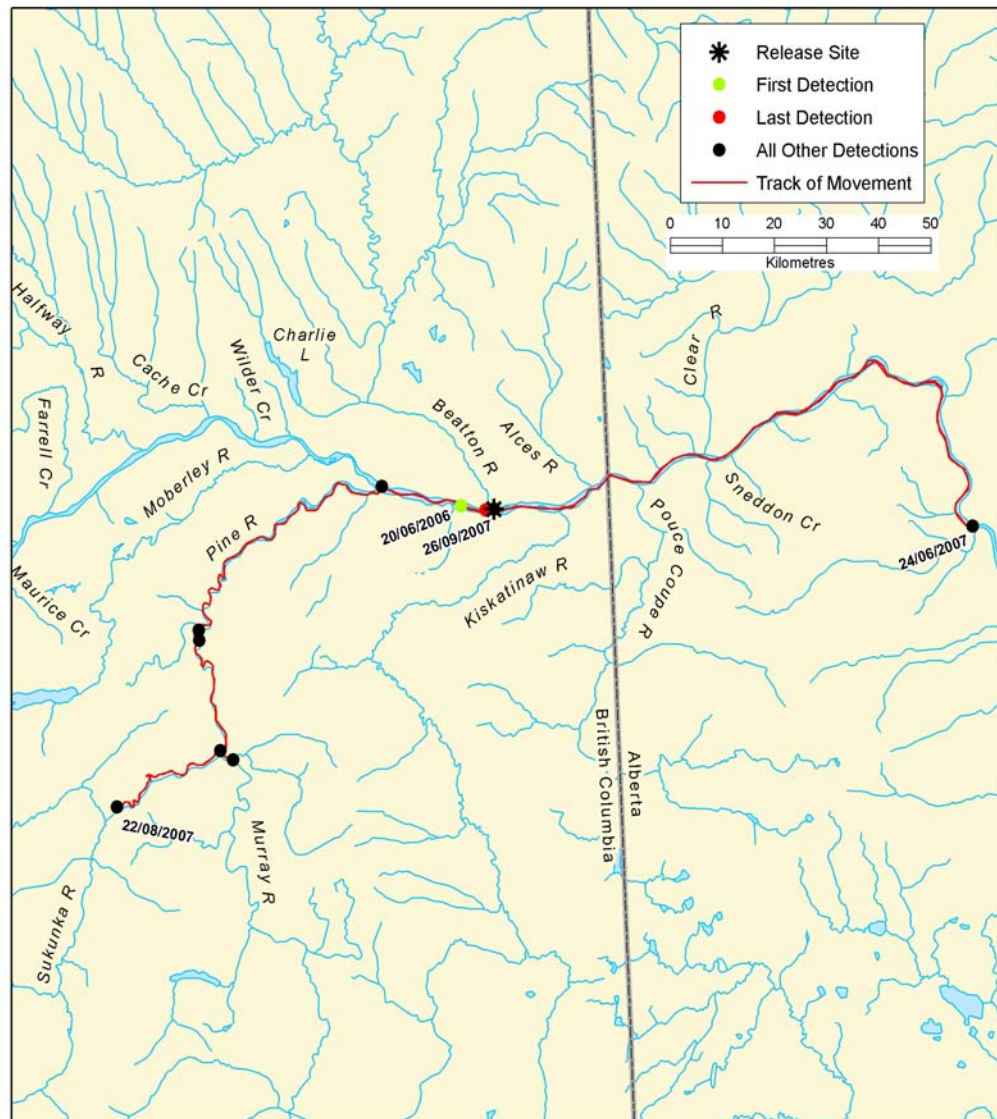 Release Site
First Detection
Last Detection
All Other Detections
Track of Movement
0 10 20 30 40 50
Kilometres
Halfway R
Cache Cr
Wilder Cr
Charlie L
Farrell Cr
Moberley R
Beatton R
Alces R
Clear R
Pine R
20/06/2006
26/09/2007
Sneddon Cr
Pouce Coupe R
24/06/2007
Maurice Cr
Kiskatinaw R
British Columbia
Alberta
22/08/2007
Murray R
Sukunka R